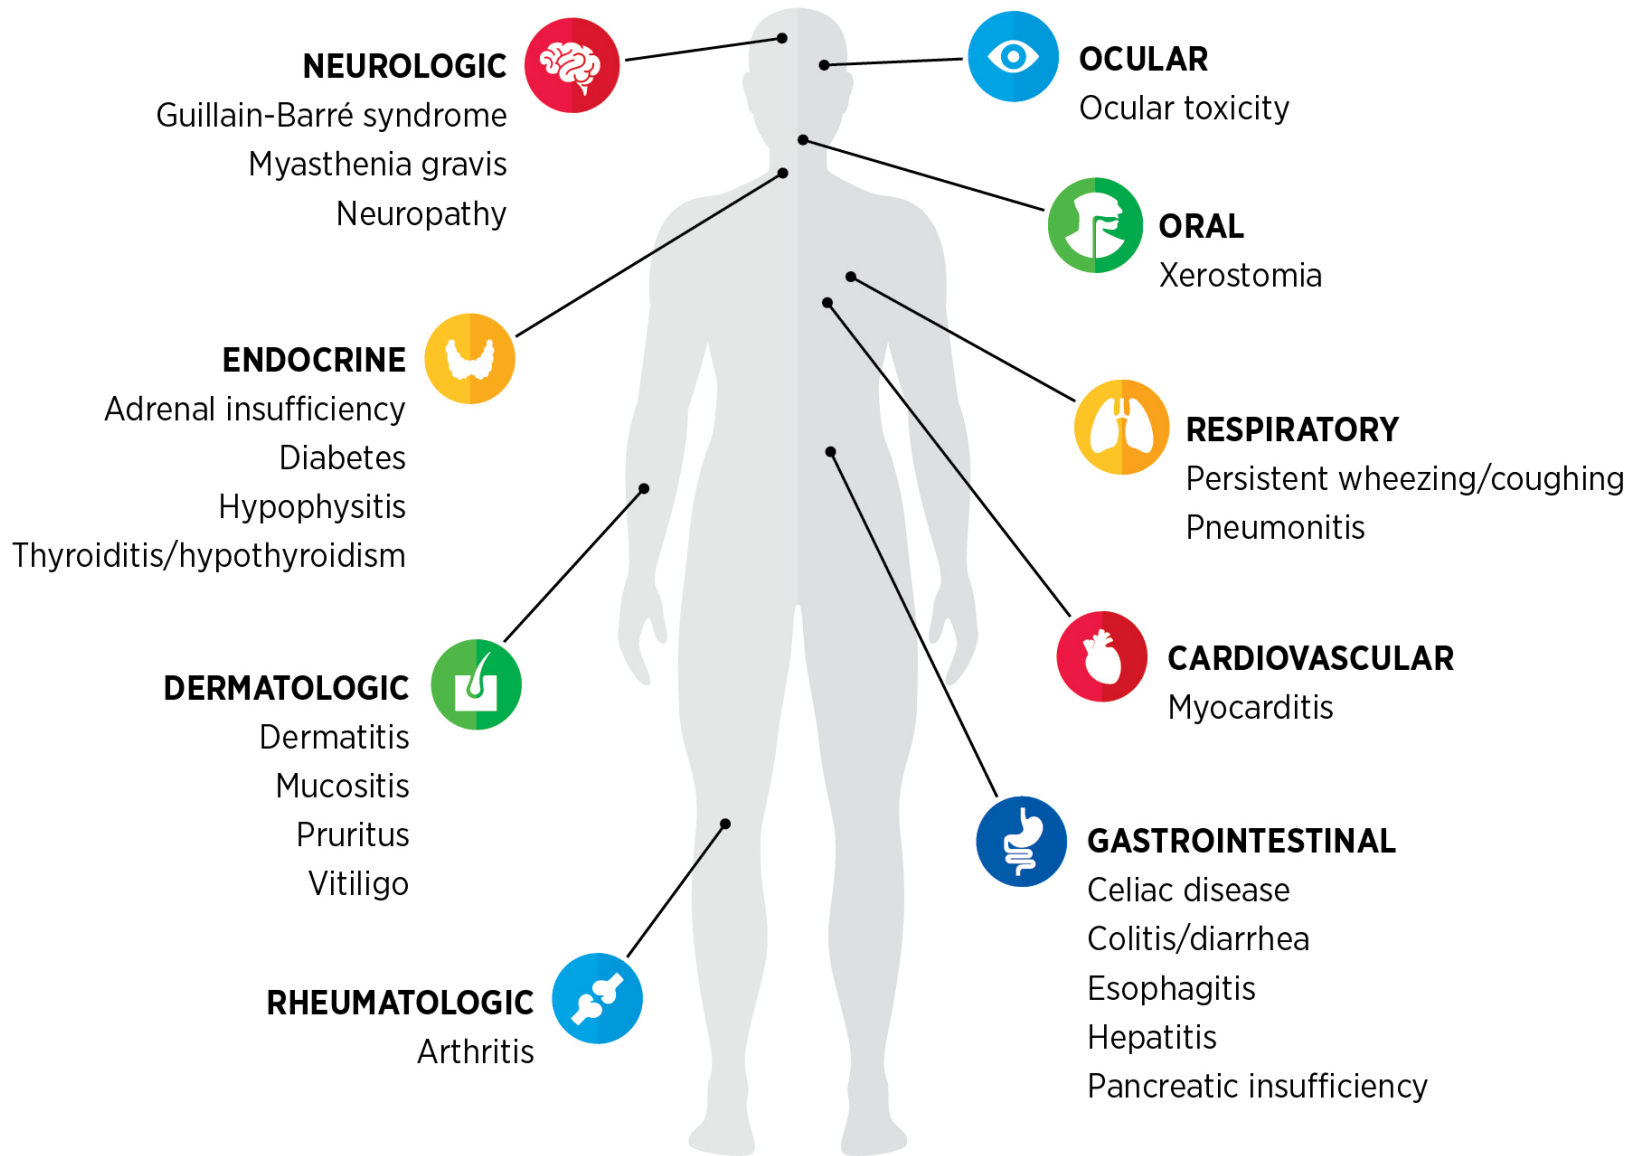 NEUROLOGIC
Guillain-Barré syndrome
Myasthenia gravis
Neuropathy
ENDOCRINE
Adrenal insufficiency
Diabetes
Hypophysitis
Thyroiditis/hypothyroidism
DERMATOLOGIC
Dermatitis
Mucositis
Pruritus
Vitiligo
RHEUMATOLOGIC
Arthritis
OCULAR
Ocular toxicity
ORAL
Xerostomia
RESPIRATORY
Persistent wheezing/coughing
Pneumonitis
CARDIOVASCULAR
Myocarditis
GASTROINTESTINAL
Celiac disease
Colitis/diarrhea
Esophagitis
Hepatitis
Pancreatic insufficiency